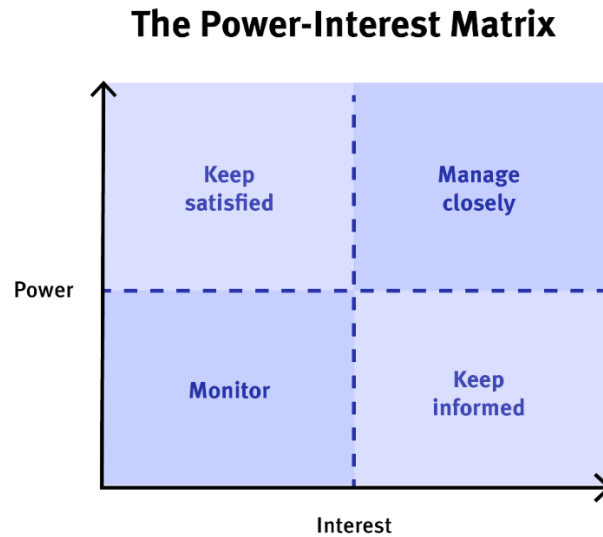 The Power-Interest Matrix
Keep
satisfied
Manage
closely
Power
Monitor
Keep
informed
Interest